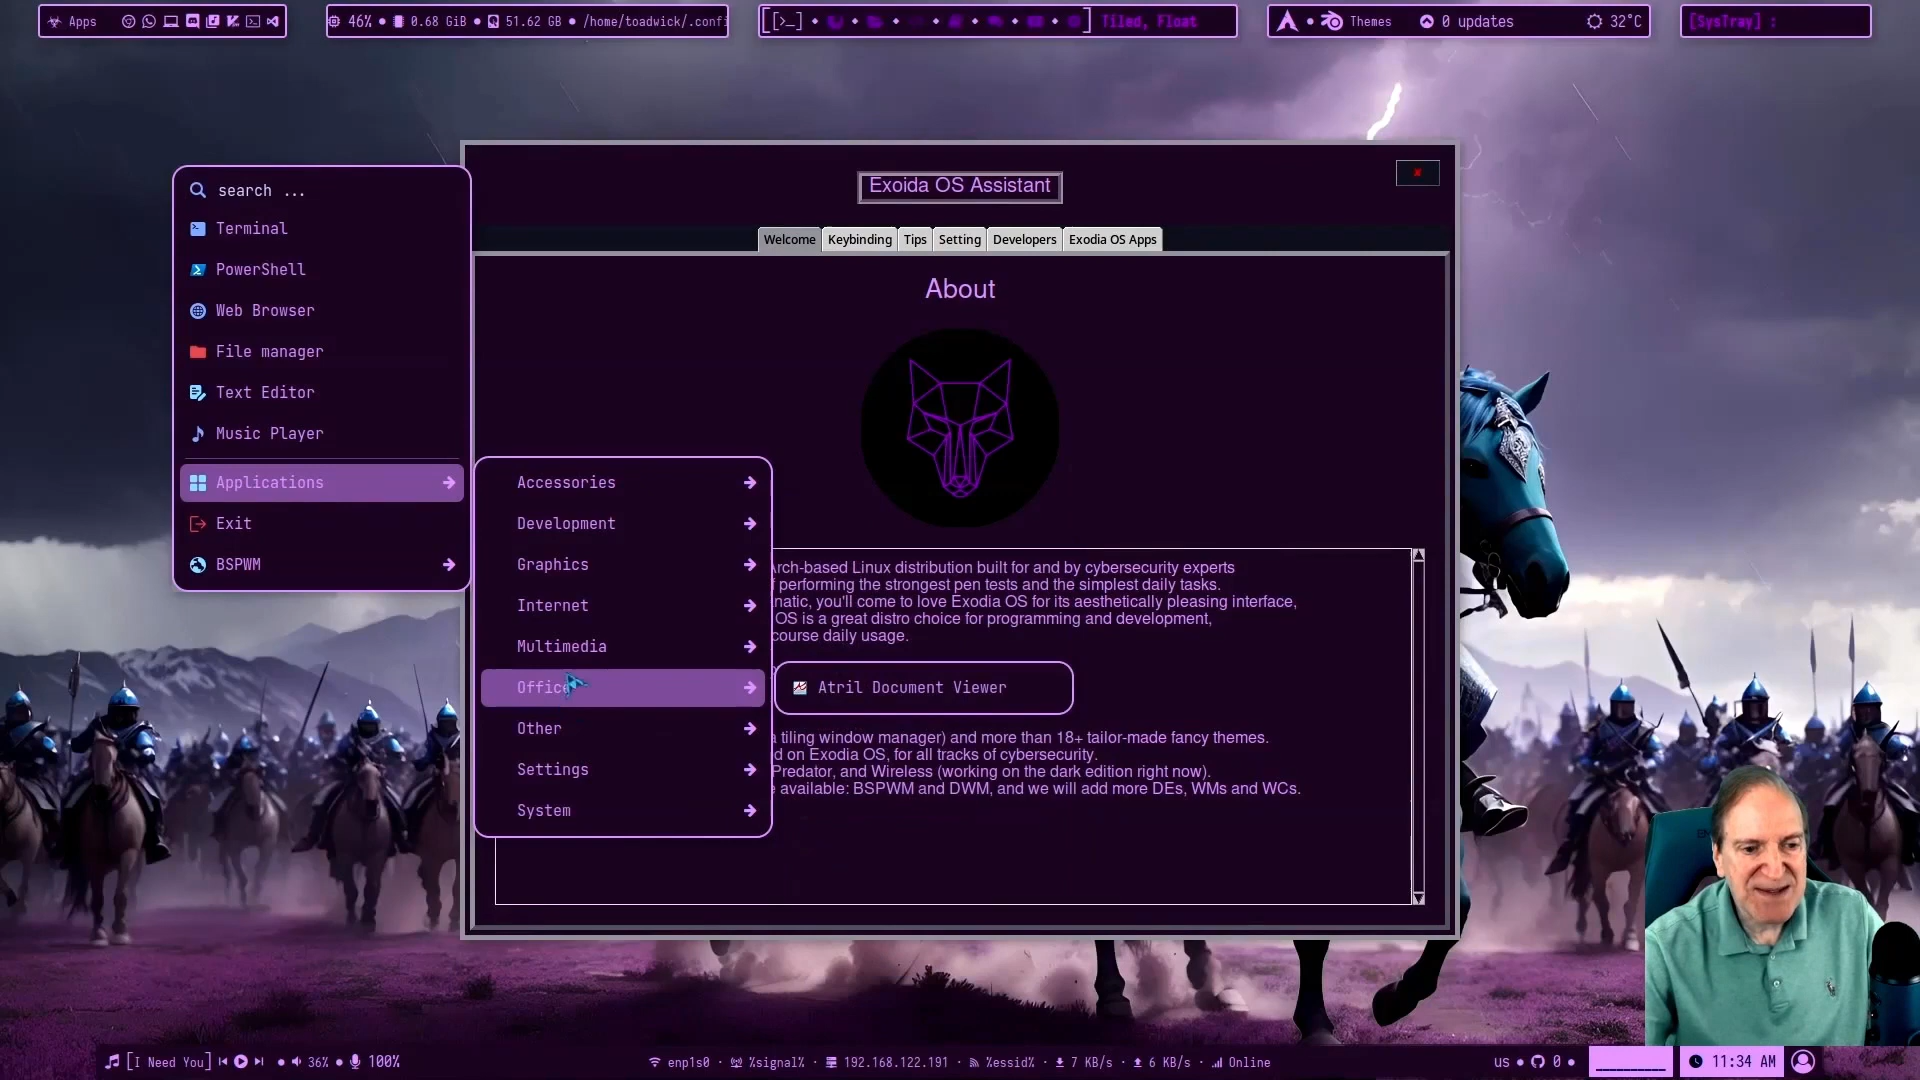 Apps
46% 0.68 GiB 51.62 GB /home/toadwick/.confi
Tiled, Float
Themes 0 updates 32°C
[SysTray] :
search ...
Terminal
PowerShell
Web Browser
File manager
Text Editor
Music Player
Applications
Exit
BSPWM
Exoida OS Assistant
x
Welcome Keybinding Tips Setting Developers Exodia OS Apps
About
Accessories
Development
Graphics
Internet
Multimedia
Office
Other
Settings
System
Arch-based Linux distribution built for and by cybersecurity experts
f performing the strongest pen tests and the simplest daily tasks.
natic, you'll come to love Exodia OS for its aesthetically pleasing interface,
OS is a great distro choice for programming and development,
course daily usage.
Atril Document Viewer
a tiling window manager) and more than 18+ tailor-made fancy themes.
d on Exodia OS, for all tracks of cybersecurity.
Predator, and Wireless (working on the dark edition right now).
e available: BSPWM and DWM, and we will add more DEs, WMs and WCs.
[I Need You] 36% 100%
enp1s0 · %signal% · 192.168.122.191 · %essid% · 7 KB/s · 6 KB/s · Online
us 0 11:34 AM